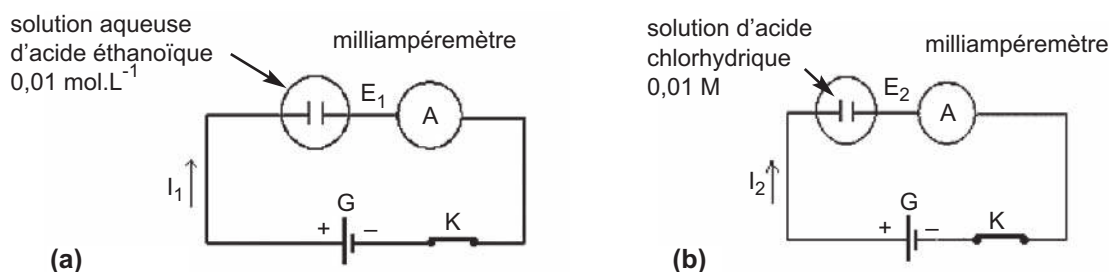 solution aqueuse
d'acide éthanoïque
0,01 mol.L⁻¹
milliampéremètre
E₁
A
I₁
G
+
–
K
(a)
solution d'acide
chlorhydrique
0,01 M
milliampéremètre
E₂
A
I₂
G
+
–
K
(b)